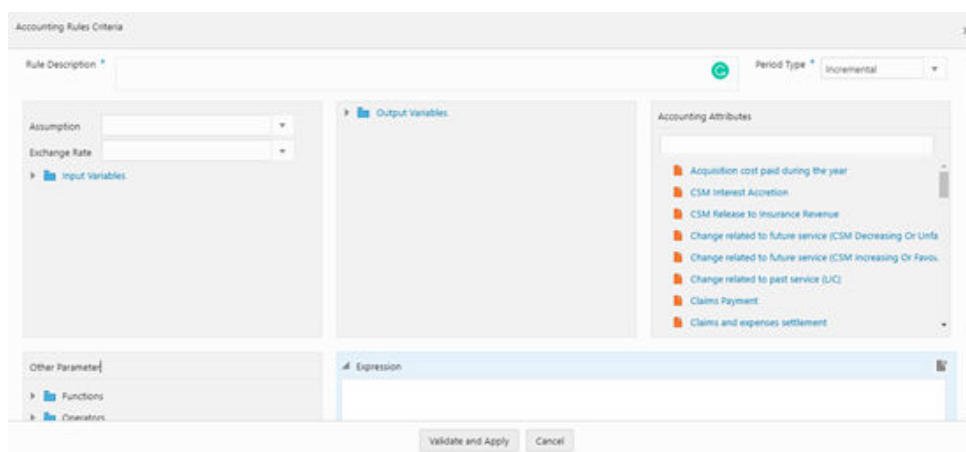 Accounting Rules Criteria
Rule Description *
Period Type * Incremental
Assumption
Exchange Rate
Input Variables
Output Variables
Accounting Attributes
Acquisition cost paid during the year
CSM Interest Accretion
CSM Release to Insurance Revenue
Change related to future service (CSM Decreasing Or Unfa
Change related to future service (CSM Increasing Or Favou
Change related to past service (LIC)
Claims Payment
Claims and expenses settlement
Other Parameter
Functions
Operators
Expression
Validate and Apply Cancel